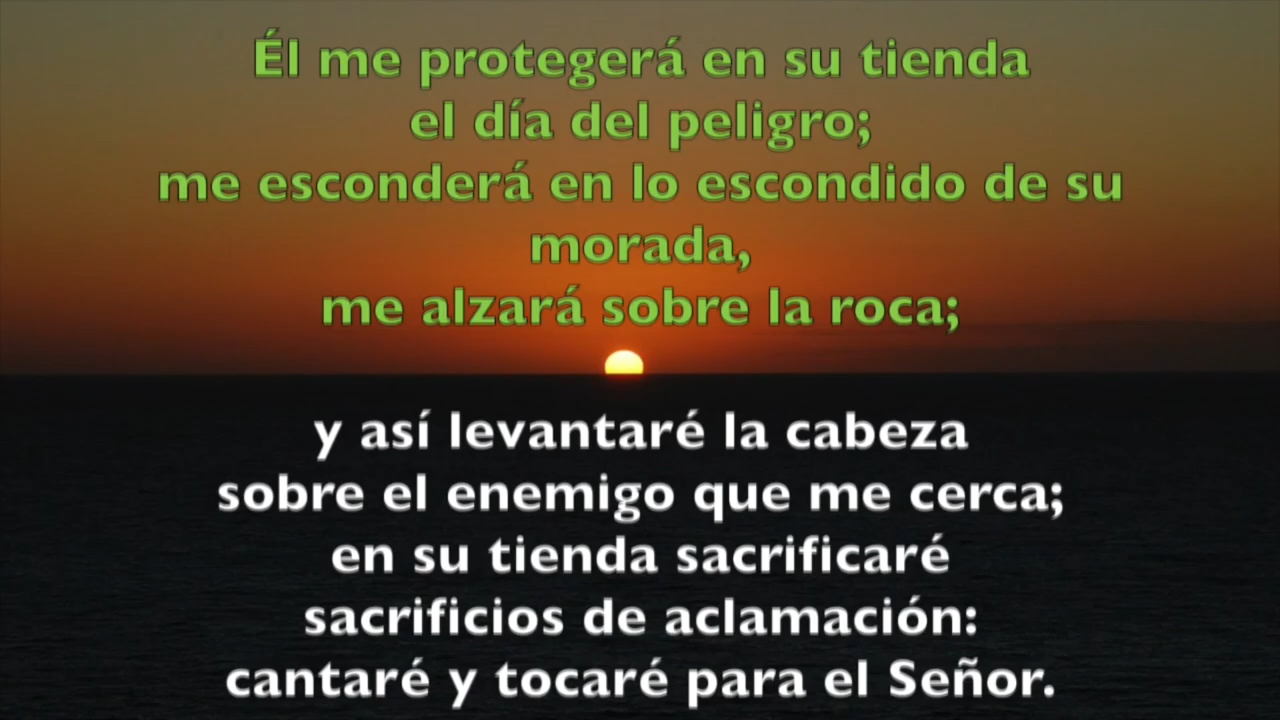 Él me protegerá en su tienda
el día del peligro;
me esconderá en lo escondido de su
morada,
me alzará sobre la roca;
y así levantaré la cabeza
sobre el enemigo que me cerca;
en su tienda sacrificaré
sacrificios de aclamación:
cantaré y tocaré para el Señor.